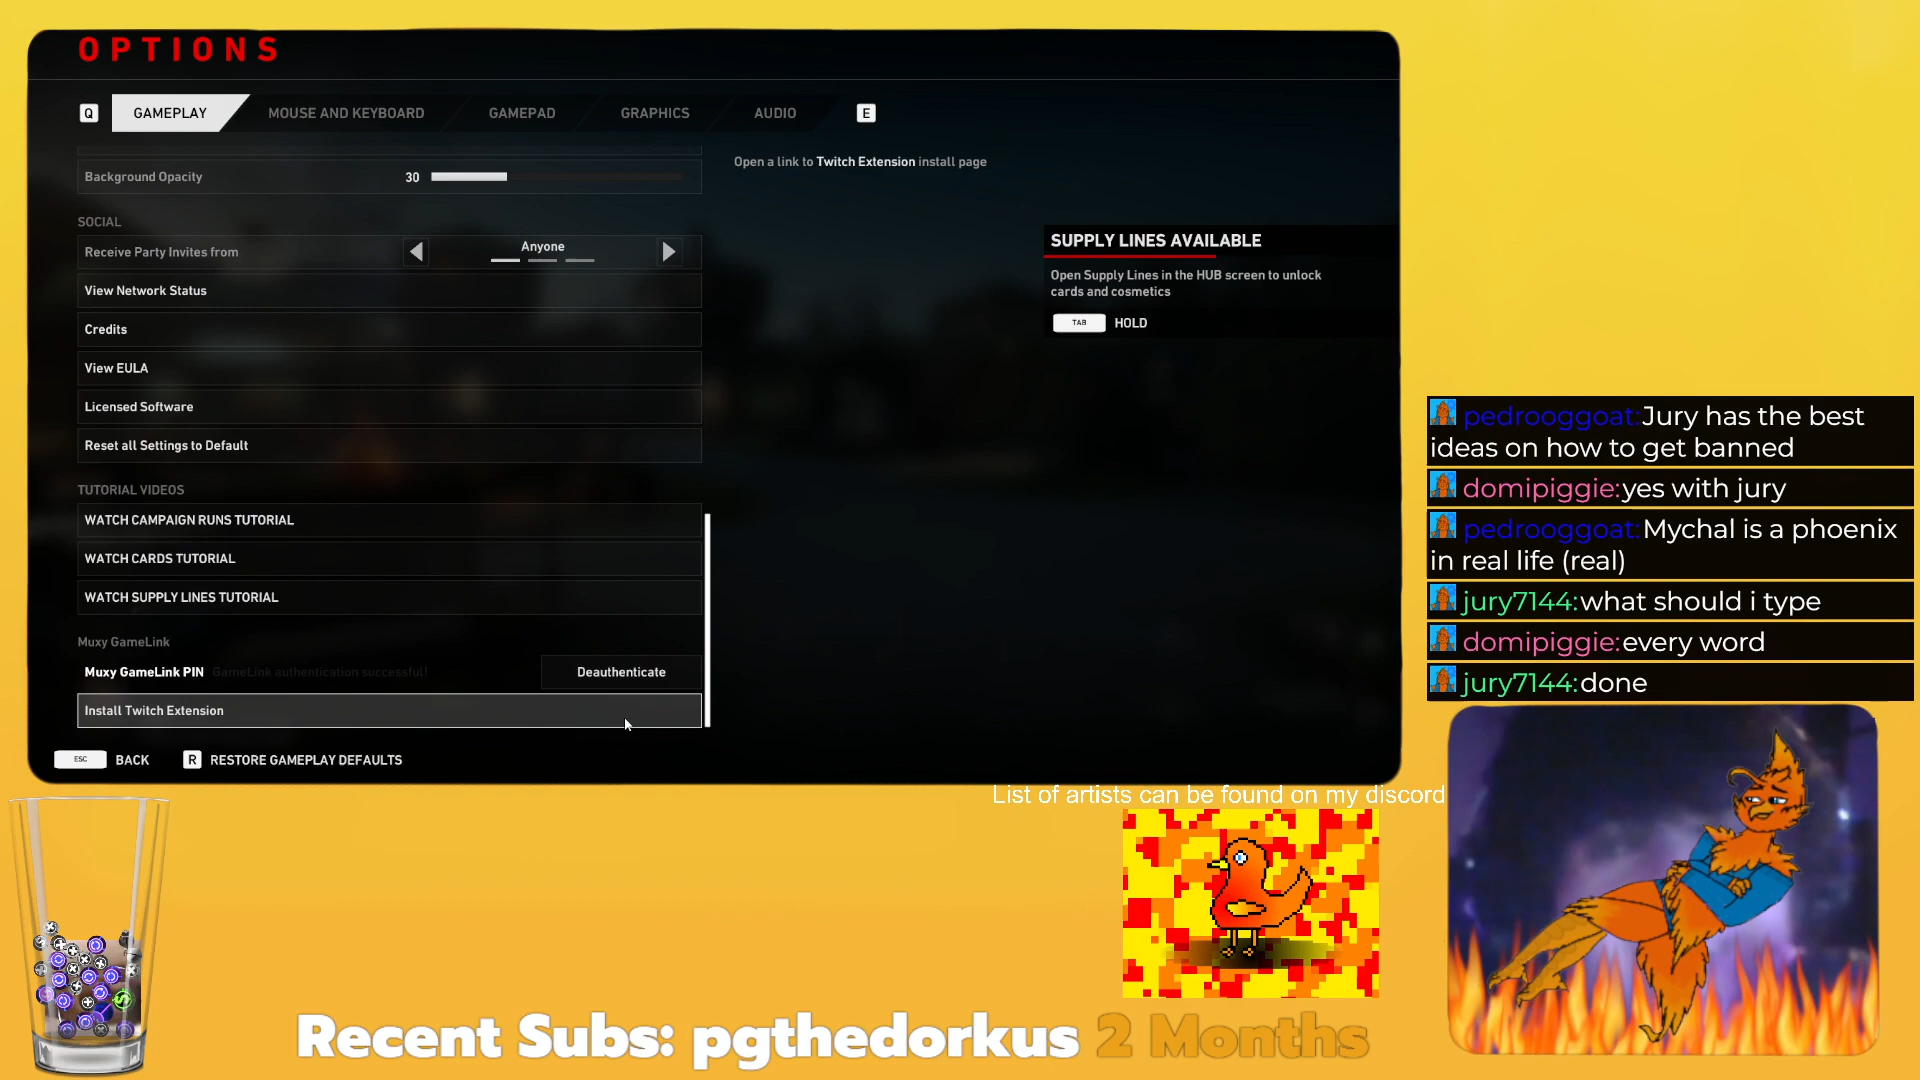 OPTIONS
Q GAMEPLAY MOUSE AND KEYBOARD GAMEPAD GRAPHICS AUDIO E
Background Opacity 30
Open a link to Twitch Extension install page
SOCIAL
Receive Party Invites from Anyone
View Network Status
Credits
View EULA
Licensed Software
Reset all Settings to Default
TUTORIAL VIDEOS
WATCH CAMPAIGN RUNS TUTORIAL
WATCH CARDS TUTORIAL
WATCH SUPPLY LINES TUTORIAL
Muxy GameLink
Muxy GameLink PIN GameLink authentication successful! Deauthenticate
Install Twitch Extension
ESC BACK R RESTORE GAMEPLAY DEFAULTS
SUPPLY LINES AVAILABLE
Open Supply Lines in the HUB screen to unlock
cards and cosmetics
TAB HOLD
pedrooggoat:Jury has the best
ideas on how to get banned
domipiggie:yes with jury
pedrooggoat:Mychal is a phoenix
in real life (real)
jury7144:what should i type
domipiggie:every word
jury7144:done
List of artists can be found on my discord
Recent Subs: pgthedorkus 2 Months